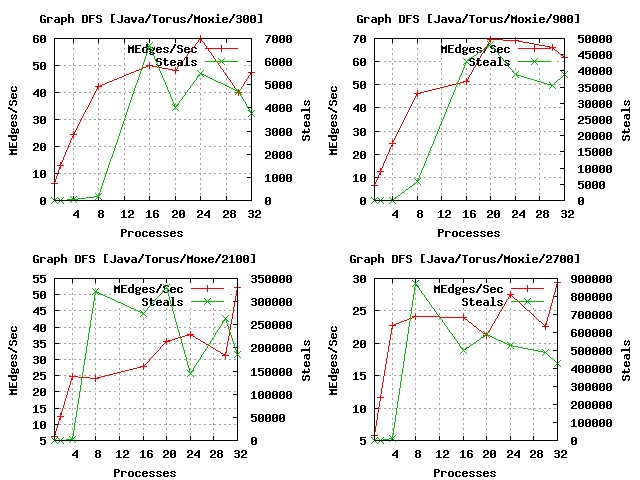 Graph DFS [Java/Torus/Moxie/300]
MEdges/Sec
Steals
60
50
40
30
20
10
0
7000
6000
5000
4000
3000
2000
1000
0
4 8 12 16 20 24 28 32
Processes
MEdges/Sec
Steals
Graph DFS [Java/Torus/Moxie/900]
MEdges/Sec
Steals
70
60
50
40
30
20
10
0
50000
45000
40000
35000
30000
25000
20000
15000
10000
5000
0
4 8 12 16 20 24 28 32
Processes
MEdges/Sec
Steals
Graph DFS [Java/Torus/Moxe/2100]
MEdges/Sec
Steals
55
50
45
40
35
30
25
20
15
10
5
350000
300000
250000
200000
150000
100000
50000
0
4 8 12 16 20 24 28 32
Processes
MEdges/Sec
Steals
Graph DFS [Java/Torus/Moxie/2700]
MEdges/Sec
Steals
30
25
20
15
10
5
900000
800000
700000
600000
500000
400000
300000
200000
100000
0
4 8 12 16 20 24 28 32
Processes
MEdges/Sec
Steals